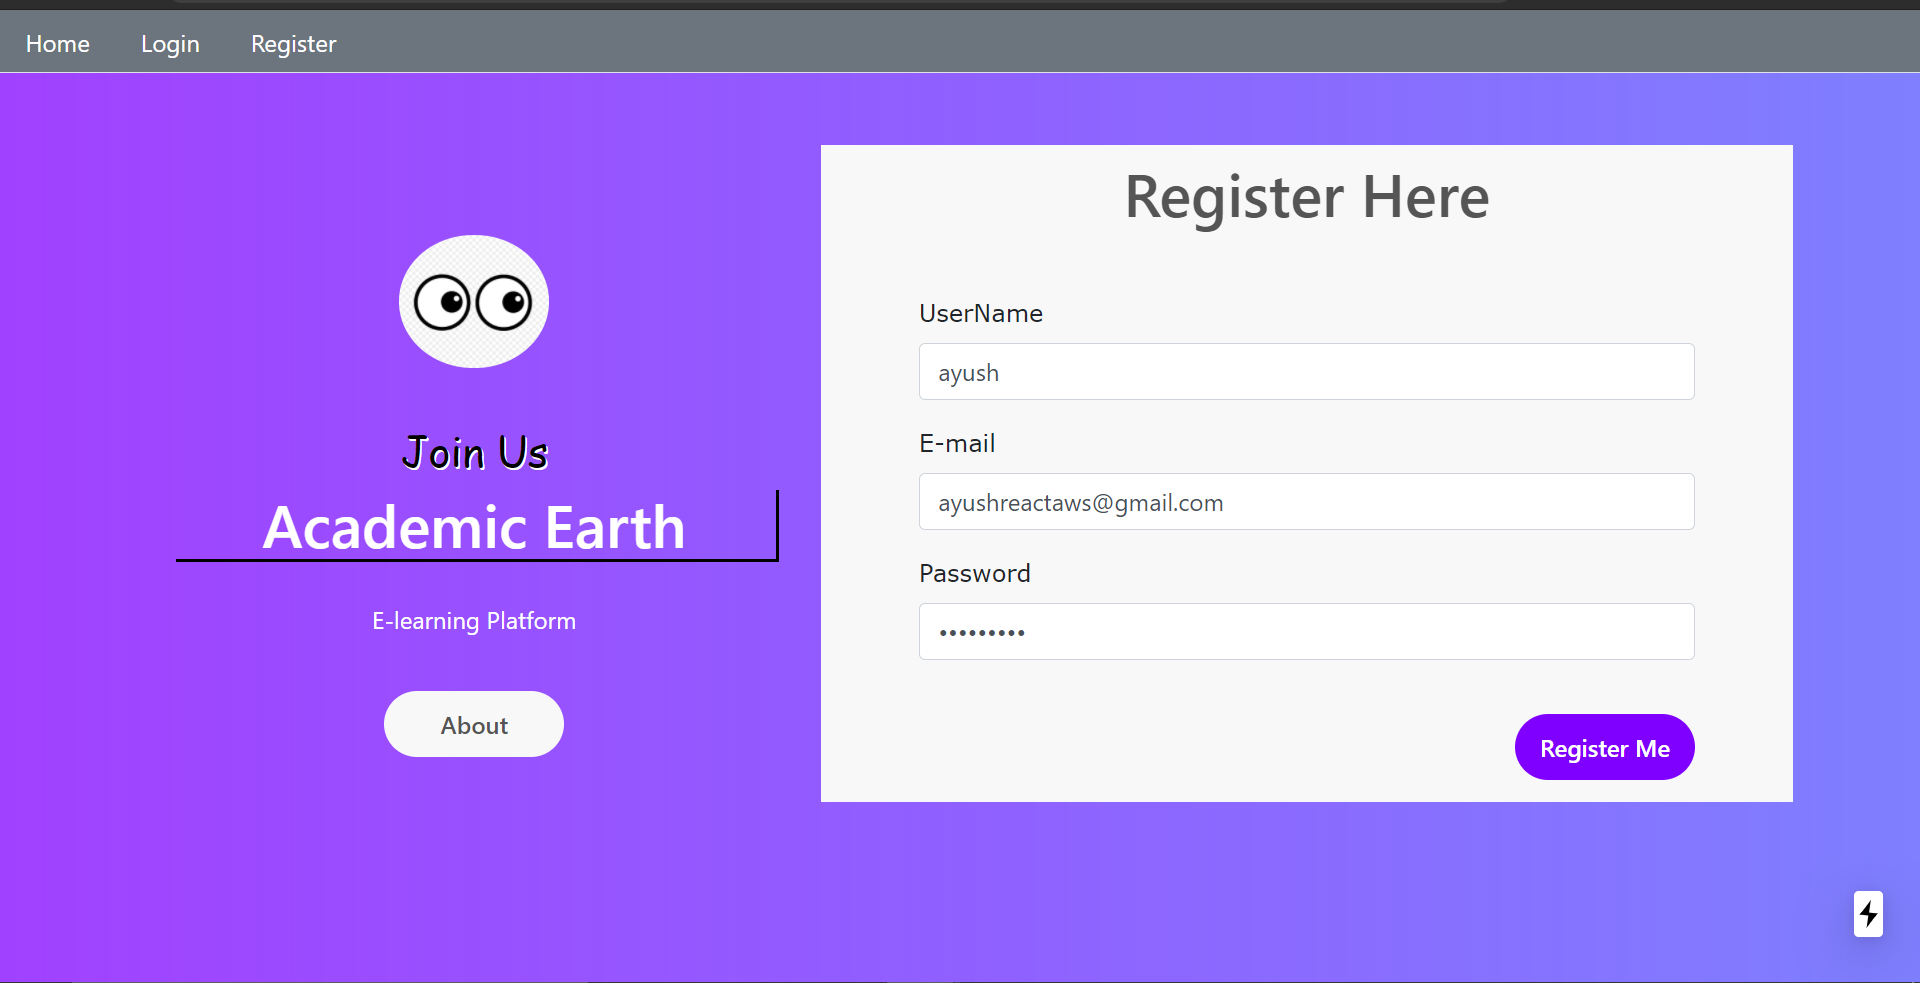 Home Login Register
Join Us
Academic Earth
E-learning Platform
About
Register Here
UserName
ayush
E-mail
ayushreactaws@gmail.com
Password
•••••••••
Register Me